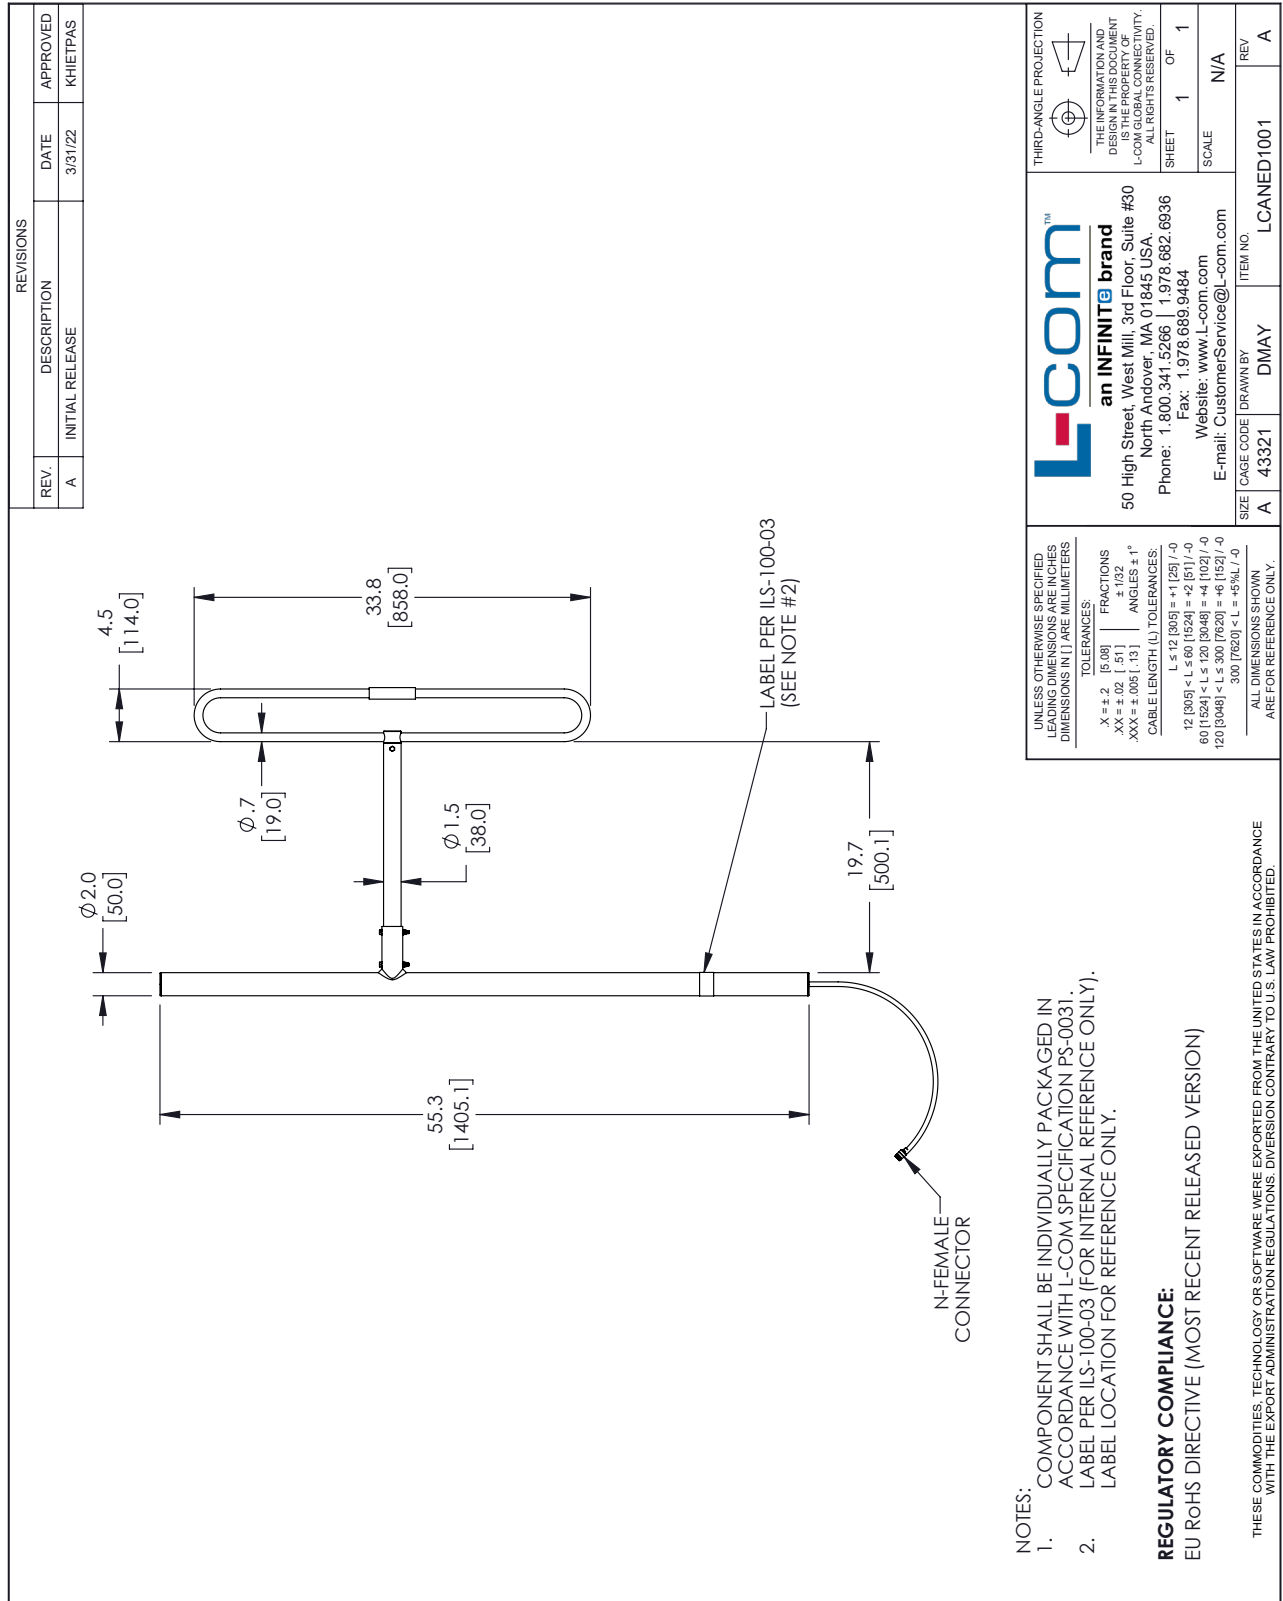 REVISIONS
REV. DESCRIPTION DATE APPROVED
A INITIAL RELEASE 3/31/22 KHIETPAS
4.5
[114.0]
33.8
[858.0]
Ø.7
[19.0]
Ø1.5
[38.0]
Ø2.0
[50.0]
19.7
[500.1]
55.3
[1405.1]
LABEL PER ILS-100-03
(SEE NOTE #2)
N-FEMALE
CONNECTOR
NOTES:
1. COMPONENT SHALL BE INDIVIDUALLY PACKAGED IN
ACCORDANCE WITH L-COM SPECIFICATION PS-0031.
2. LABEL PER ILS-100-03 (FOR INTERNAL REFERENCE ONLY).
LABEL LOCATION FOR REFERENCE ONLY.
REGULATORY COMPLIANCE:
EU RoHS DIRECTIVE (MOST RECENT RELEASED VERSION)
THESE COMMODITIES, TECHNOLOGY OR SOFTWARE WERE EXPORTED FROM THE UNITED STATES IN ACCORDANCE
WITH THE EXPORT ADMINISTRATION REGULATIONS. DIVERSION CONTRARY TO U.S. LAW PROHIBITED.
UNLESS OTHERWISE SPECIFIED
LEADING DIMENSIONS ARE INCHES
DIMENSIONS IN [ ] ARE MILLIMETERS
TOLERANCES:
.X = ± .2 [5.08] FRACTIONS
.XX = ± .02 [ .51] ± 1/32
.XXX = ± .005 [ .13] ANGLES ± 1°
CABLE LENGTH (L) TOLERANCES:
L ≤ 12 [305] = +1 [25] / -0
12 [305] < L ≤ 60 [1524] = +2 [51] / -0
60 [1524] < L ≤ 120 [3048] = +4 [102] / -0
120 [3048] < L ≤ 300 [7620] = +6 [152] / -0
300 [7620] < L = +5%L / -0
ALL DIMENSIONS SHOWN
ARE FOR REFERENCE ONLY.
L-com™
an INFINITe brand
50 High Street, West Mill, 3rd Floor, Suite #30
North Andover, MA 01845 USA.
Phone: 1.800.341.5266 | 1.978.682.6936
Fax: 1.978.689.9484
Website: www.L-com.com
E-mail: CustomerService@L-com.com
THIRD-ANGLE PROJECTION
THE INFORMATION AND
DESIGN IN THIS DOCUMENT
IS THE PROPERTY OF
L-COM GLOBAL CONNECTIVITY.
ALL RIGHTS RESERVED.
SHEET 1 OF 1
SCALE N/A
SIZE CAGE CODE DRAWN BY ITEM NO. REV
A 43321 DMAY LCANED1001 A